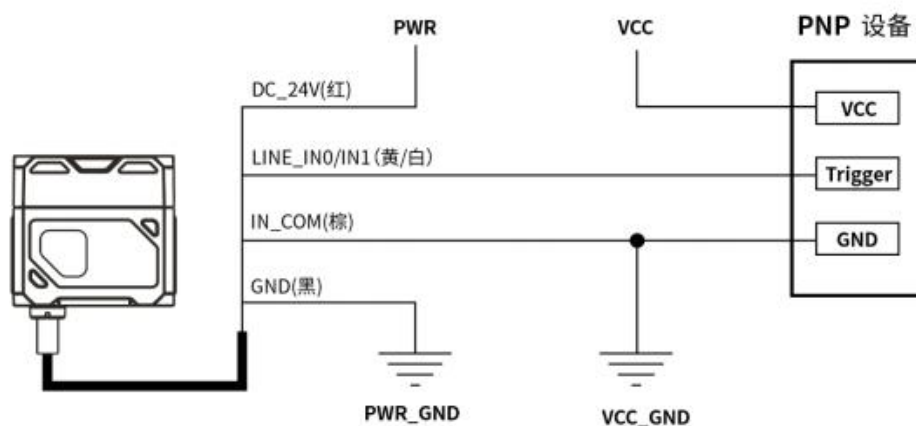 PWR
VCC
PNP 设备
DC_24V(红)
VCC
LINE_IN0/IN1(黄/白)
Trigger
IN_COM(棕)
GND
GND(黑)
PWR_GND
VCC_GND